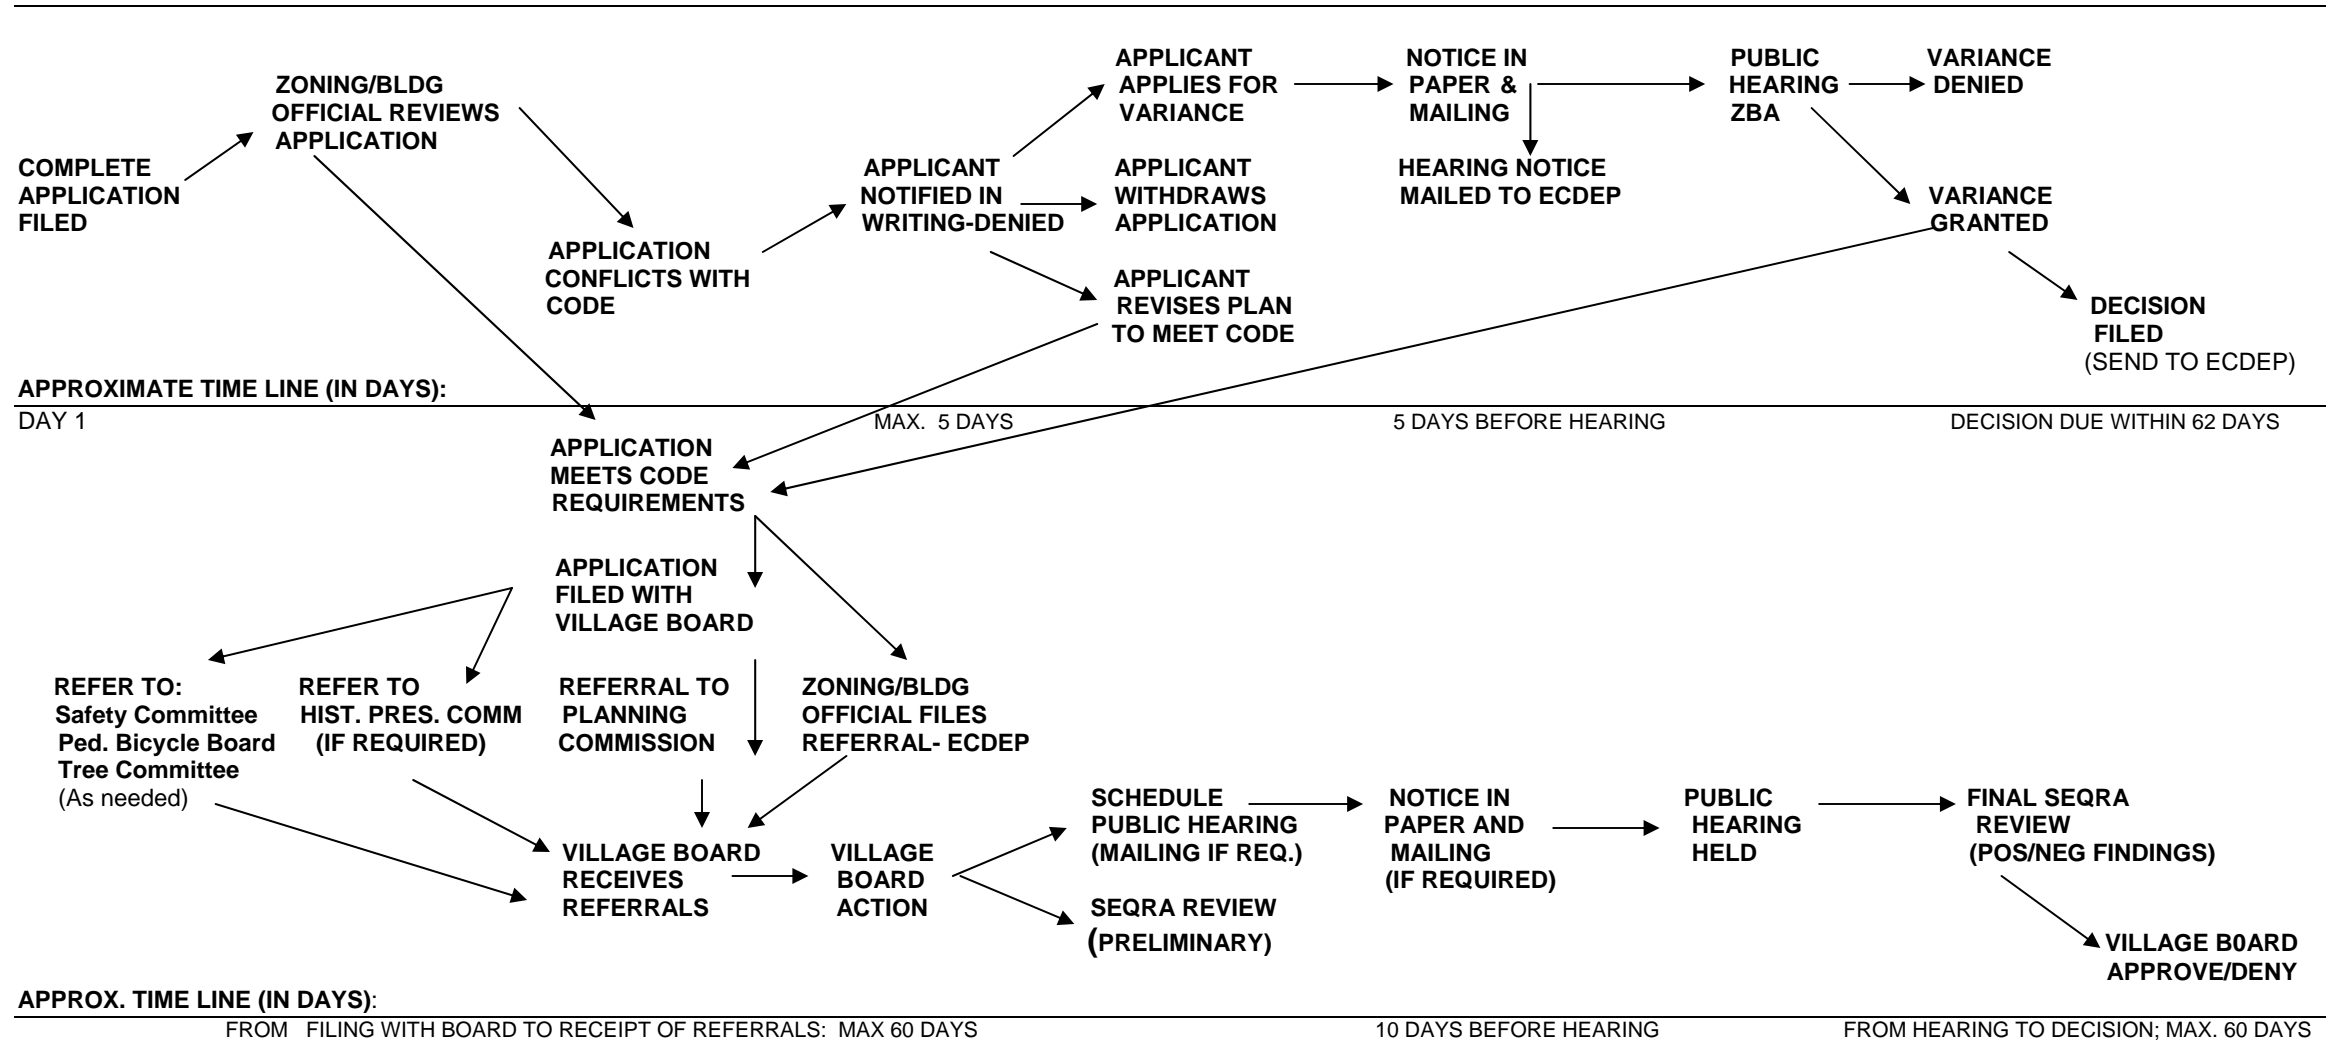 COMPLETE
APPLICATION
FILED
ZONING/BLDG
OFFICIAL REVIEWS
APPLICATION
APPLICATION
CONFLICTS WITH
CODE
APPLICANT
NOTIFIED IN
WRITING-DENIED
APPLICANT
APPLIES FOR
VARIANCE
APPLICANT
WITHDRAWS
APPLICATION
APPLICANT
REVISES PLAN
TO MEET CODE
NOTICE IN
PAPER &
MAILING
HEARING NOTICE
MAILED TO ECDEP
PUBLIC
HEARING
ZBA
VARIANCE
DENIED
VARIANCE
GRANTED
DECISION
FILED
(SEND TO ECDEP)
APPROXIMATE TIME LINE (IN DAYS):
DAY 1
MAX. 5 DAYS
5 DAYS BEFORE HEARING
DECISION DUE WITHIN 62 DAYS
APPLICATION
MEETS CODE
REQUIREMENTS
APPLICATION
FILED WITH
VILLAGE BOARD
REFER TO:
Safety Committee
Ped. Bicycle Board
Tree Committee
(As needed)
REFER TO
HIST. PRES. COMM
(IF REQUIRED)
REFERRAL TO
PLANNING
COMMISSION
ZONING/BLDG
OFFICIAL FILES
REFERRAL- ECDEP
VILLAGE BOARD
RECEIVES
REFERRALS
VILLAGE
BOARD
ACTION
SCHEDULE
PUBLIC HEARING
(MAILING IF REQ.)
SEQRA REVIEW
(PRELIMINARY)
NOTICE IN
PAPER AND
MAILING
(IF REQUIRED)
PUBLIC
HEARING
HELD
FINAL SEQRA
REVIEW
(POS/NEG FINDINGS)
VILLAGE B0ARD
APPROVE/DENY
APPROX. TIME LINE (IN DAYS):
FROM FILING WITH BOARD TO RECEIPT OF REFERRALS: MAX 60 DAYS
10 DAYS BEFORE HEARING
FROM HEARING TO DECISION; MAX. 60 DAYS